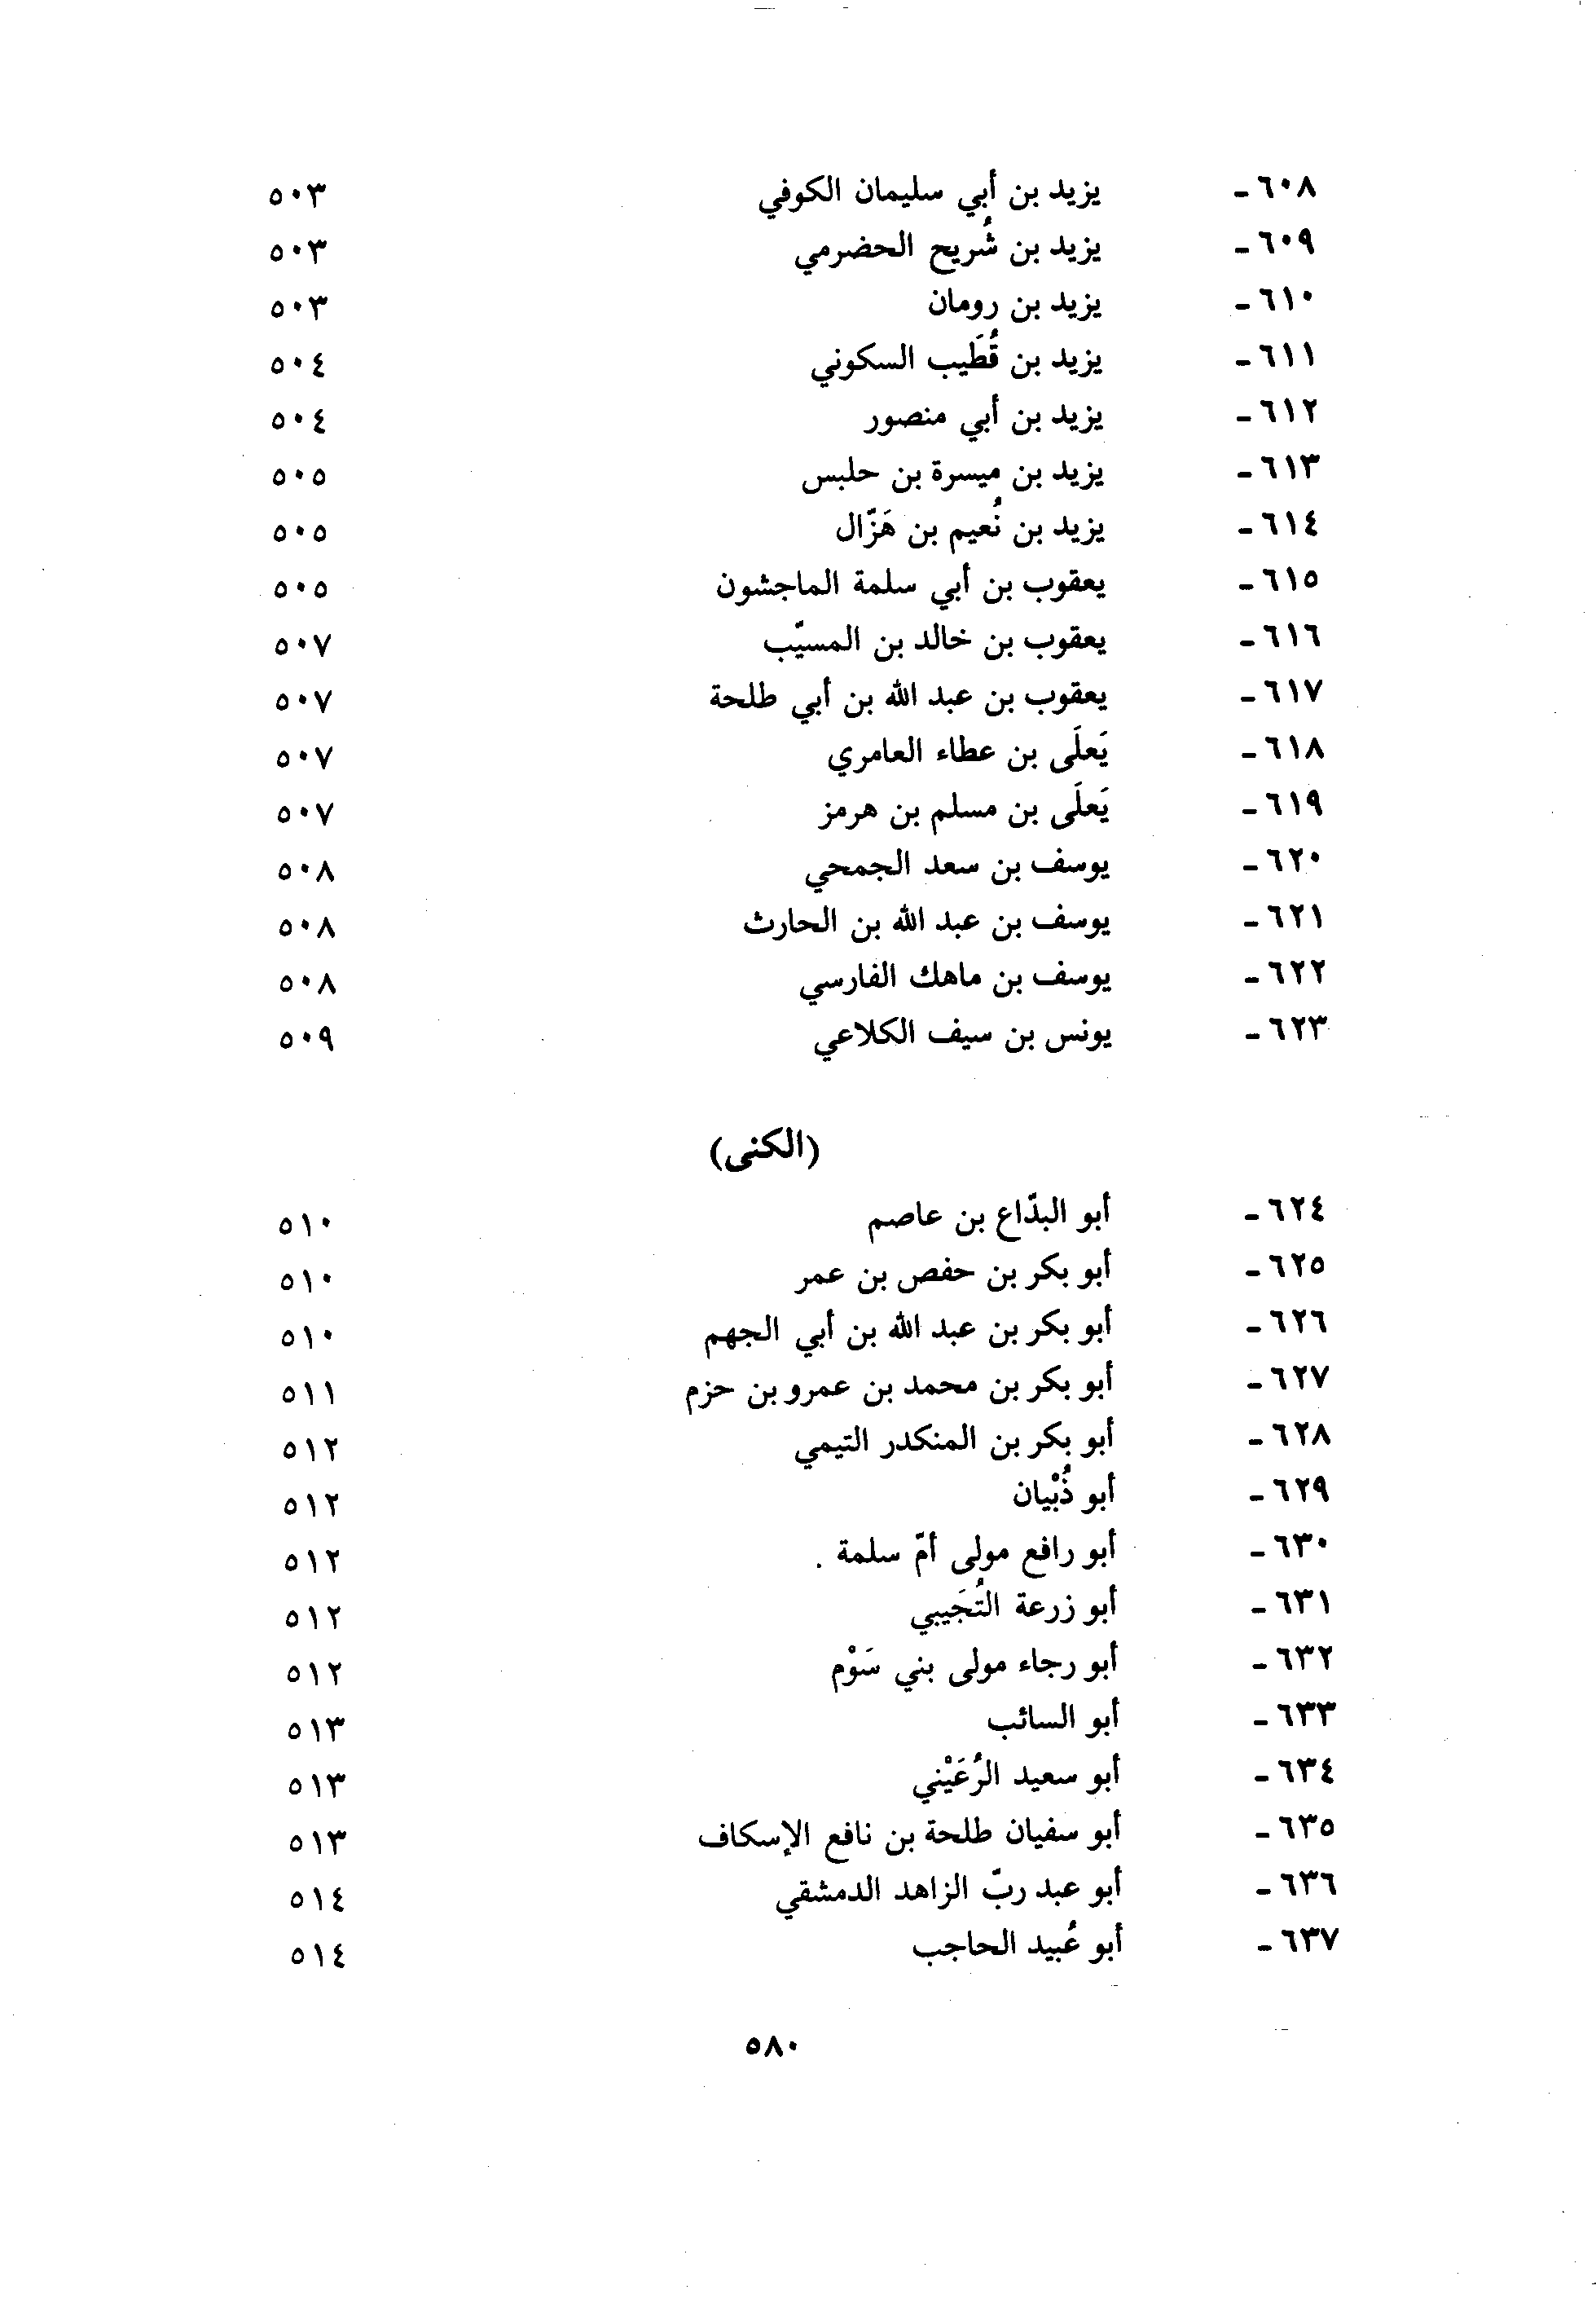 ٦٠٨ - يزيد بن أبي سليمان الكوفي ٥٠٣
٦٠٩ - يزيد بن شُريح الحضرمي ٥٠٣
٦١٠ - يزيد بن رومان ٥٠٣
٦١١ - يزيد بن قُطَيب السكوني ٥٠٤
٦١٢ - يزيد بن أبي منصور ٥٠٤
٦١٣ - يزيد بن ميسرة بن حلبس ٥٠٥
٦١٤ - يزيد بن نُعيم بن هَزّال ٥٠٥
٦١٥ - يعقوب بن أبي سلمة الماجشون ٥٠٥
٦١٦ - يعقوب بن خالد بن المسيّب ٥٠٧
٦١٧ - يعقوب بن عبد الله بن أبي طلحة ٥٠٧
٦١٨ - يَعلَى بن عطاء العامري ٥٠٧
٦١٩ - يَعلَى بن مسلم بن هرمز ٥٠٧
٦٢٠ - يوسف بن سعد الجمحي ٥٠٨
٦٢١ - يوسف بن عبد الله بن الحارث ٥٠٨
٦٢٢ - يوسف بن ماهك الفارسي ٥٠٨
٦٢٣ - يونس بن سيف الكلاعي ٥٠٩
(الكنى)
٦٢٤ - أبو البدّاع بن عاصم ٥١٠
٦٢٥ - أبو بكر بن حفص بن عمر ٥١٠
٦٢٦ - أبو بكر بن عبد الله بن أبي الجهم ٥١٠
٦٢٧ - أبو بكر بن محمد بن عمرو بن حزم ٥١١
٦٢٨ - أبو بكر بن المنكدر التيمي ٥١٢
٦٢٩ - أبو ذُبْيان ٥١٢
٦٣٠ - أبو رافع مولى أمّ سلمة . ٥١٢
٦٣١ - أبو زرعة التُجَيبي ٥١٢
٦٣٢ - أبو رجاء مولى بني سَوْم ٥١٢
٦٣٣ - أبو السائب ٥١٣
٦٣٤ - أبو سعيد الرُعَيْني ٥١٣
٦٣٥ - أبو سفيان طلحة بن نافع الإسكاف ٥١٣
٦٣٦ - أبو عبد ربّ الزاهد الدمشقي ٥١٤
٦٣٧ - أبو عُبيد الحاجب ٥١٤
٥٨٠